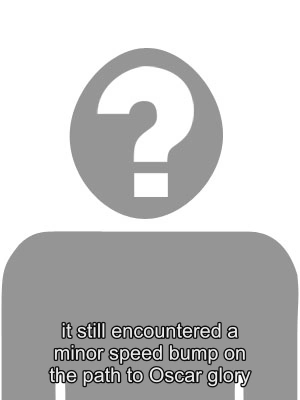 ?
it still encountered a
minor speed bump on
the path to Oscar glory